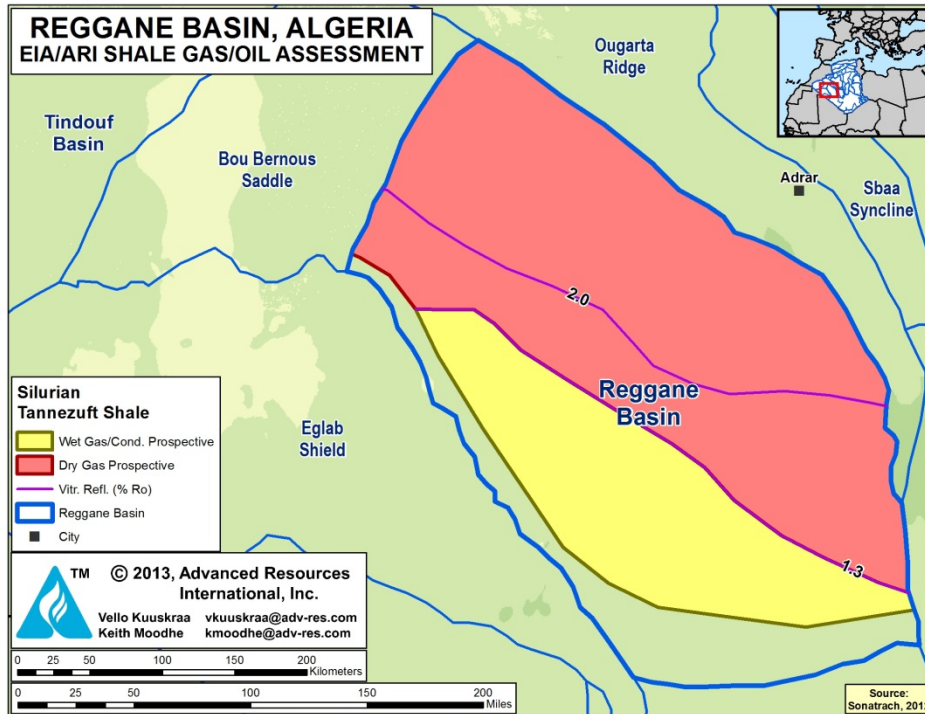 REGGANE BASIN, ALGERIA
EIA/ARI SHALE GAS/OIL ASSESSMENT
Ougarta
Ridge
Tindouf
Basin
Bou Bernous
Saddle
Adrar
Sbaa
Syncline
2.0
Reggane
Basin
Eglab
Shield
1.3
Silurian
Tannezuft Shale
Wet Gas/Cond. Prospective
Dry Gas Prospective
Vitr. Refl. (% Ro)
Reggane Basin
City
TM
© 2013, Advanced Resources
International, Inc.
Vello Kuuskraa vkuuskraa@adv-res.com
Keith Moodhe kmoodhe@adv-res.com
0 25 50 100 150 200
Kilometers
0 25 50 100 150 200
Miles
Source:
Sonatrach, 2012